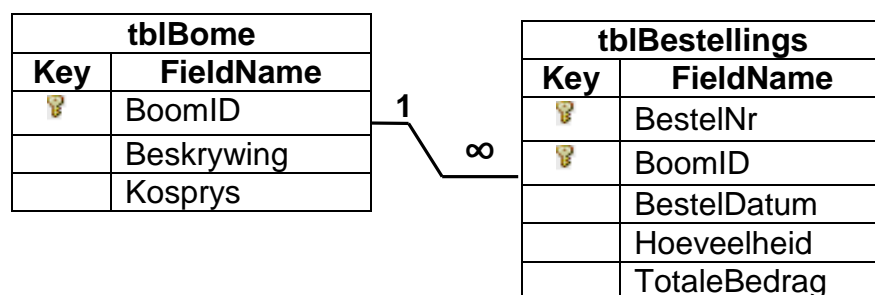 tblBome
Key FieldName
BoomID
Beskrywing
Kosprys
1
∞
tblBestellings
Key FieldName
BestelNr
BoomID
BestelDatum
Hoeveelheid
TotaleBedrag